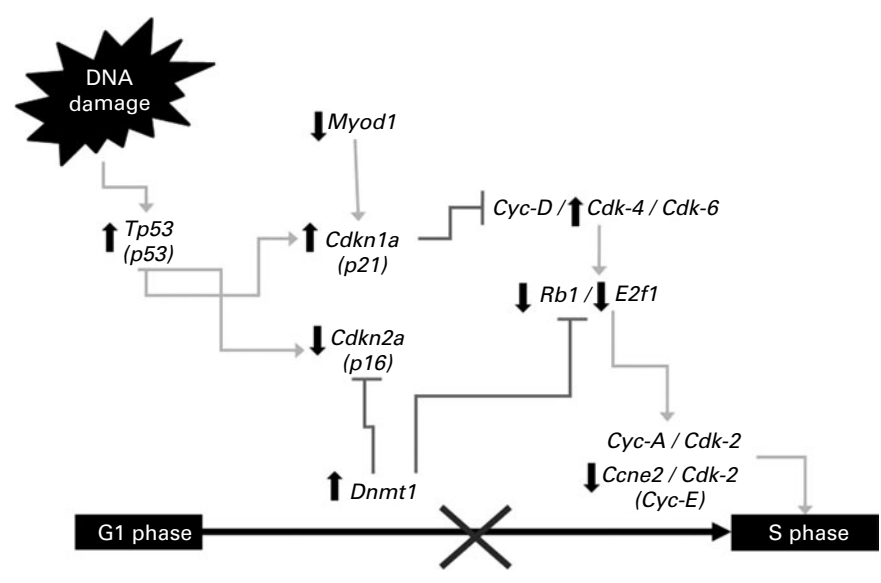 DNA
damage
Myod1
Tp53
(p53)
Cdkn1a
(p21)
Cyc-D / Cdk-4 / Cdk-6
Rb1 / E2f1
Cdkn2a
(p16)
Cyc-A / Cdk-2
Ccne2 / Cdk-2
(Cyc-E)
Dnmt1
G1 phase
S phase